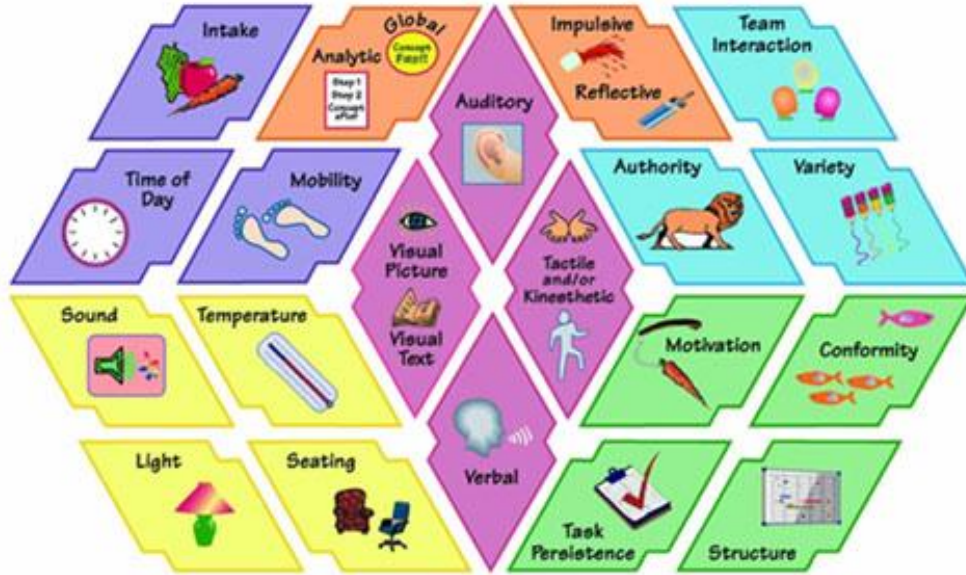 Intake
Global
Concept
First!
Analytic
Step 1
Step 2
Concept
after
Auditory
Impulsive
Reflective
Team
Interaction
Time of
Day
Mobility
Visual
Picture
Visual
Text
Tactile
and/or
Kinesthetic
Authority
Variety
Sound
Temperature
Motivation
Conformity
Light
Seating
Verbal
Task
Persistence
Structure